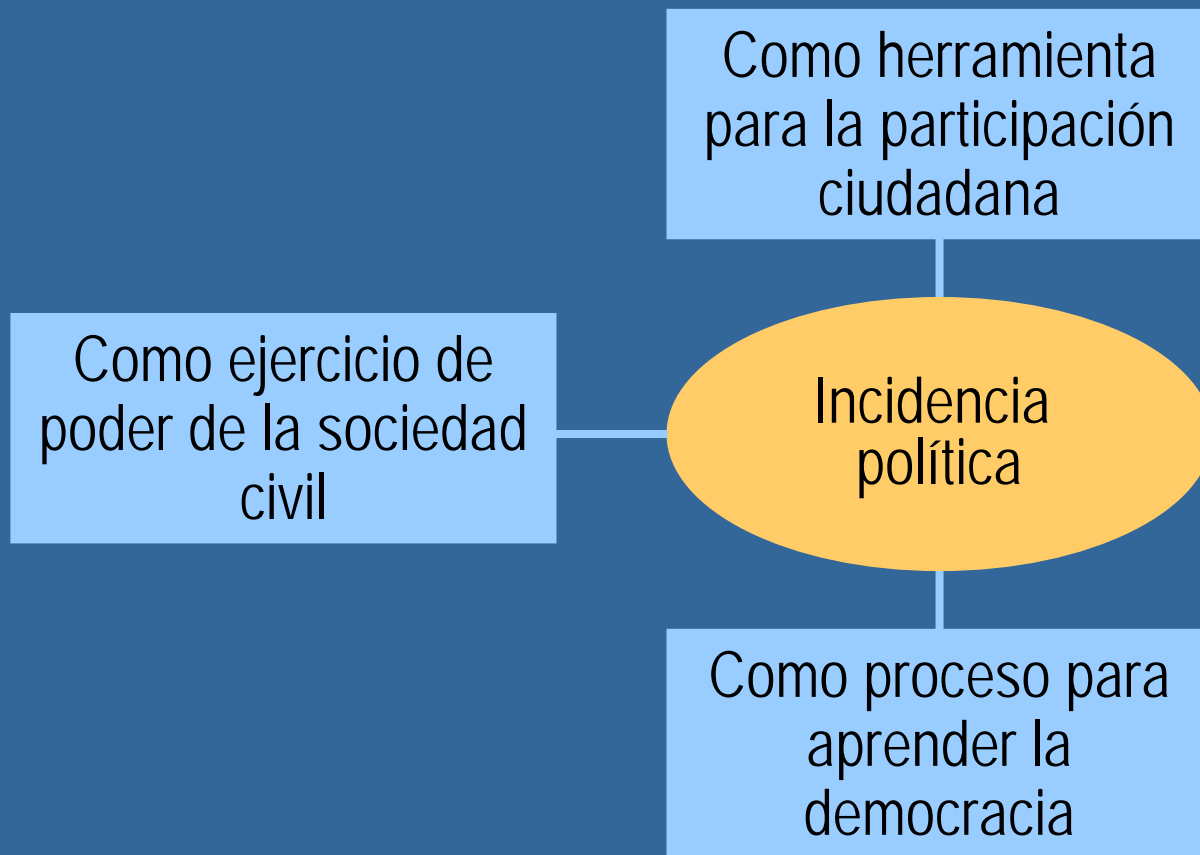 Como herramienta
para la participación
ciudadana
Como ejercicio de
poder de la sociedad
civil
Incidencia
política
Como proceso para
aprender la
democracia